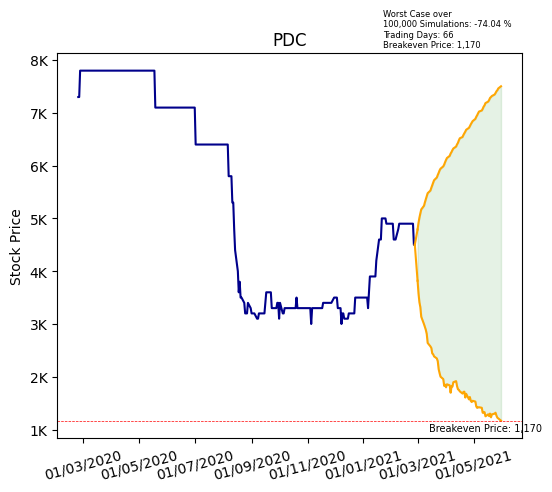 Worst Case over
100,000 Simulations: -74.04 %
Trading Days: 66
Breakeven Price: 1,170
PDC
8K
7K
6K
5K
4K
3K
2K
1K
Stock Price
Breakeven Price: 1,170
01/03/2020
01/05/2020
01/07/2020
01/09/2020
01/11/2020
01/01/2021
01/03/2021
01/05/2021